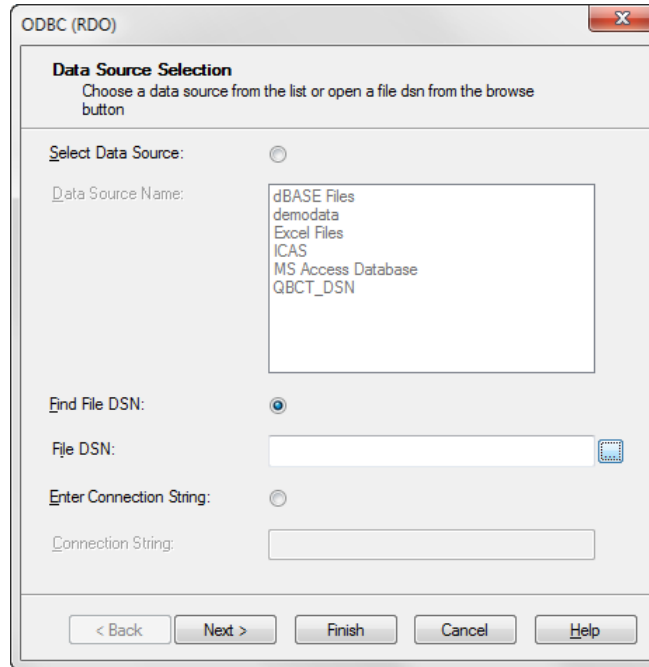 ODBC (RDO)
Data Source Selection
Choose a data source from the list or open a file dsn from the browse
button
Select Data Source:
Data Source Name:
dBASE Files
demodata
Excel Files
ICAS
MS Access Database
QBCT_DSN
Find File DSN:
File DSN:
...
Enter Connection String:
Connection String:
< Back Next > Finish Cancel Help